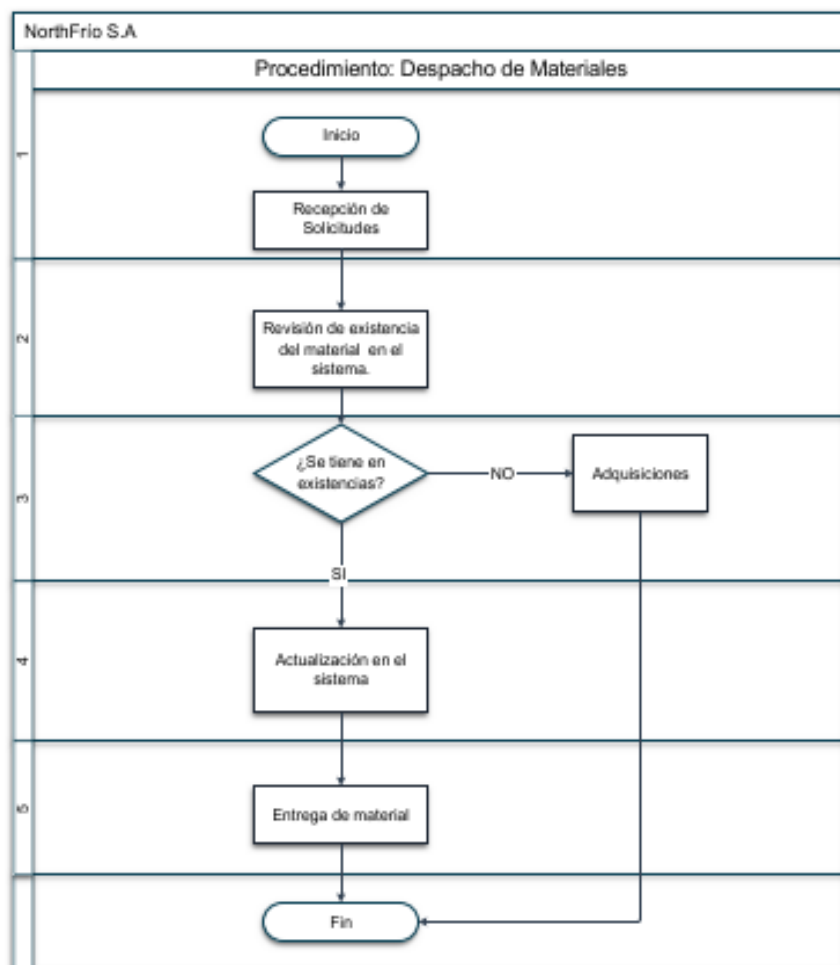 NorthFrío S.A
Procedimiento: Despacho de Materiales
1
Inicio
Recepción de
Solicitudes
2
Revisión de existencia
del material en el
sistema.
3
¿Se tiene en
existencias?
NO
Adquisiciones
SI
4
Actualización en el
sistema
5
Entrega de material
Fin